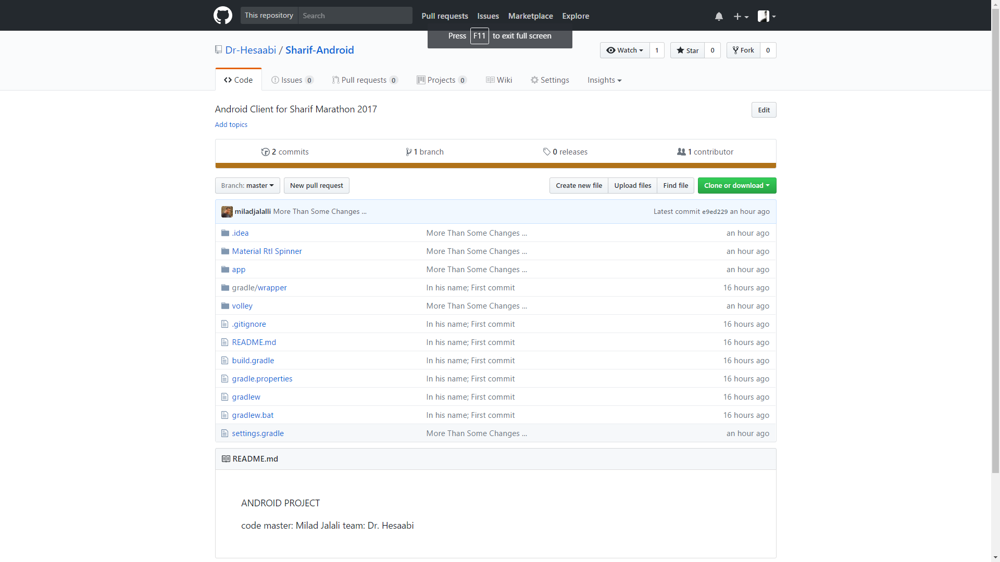 This repository Search Pull requests Issues Marketplace Explore
Press F11 to exit full screen
Dr-Hesaabi / Sharif-Android Watch 1 Star 0 Fork 0
Code Issues 0 Pull requests 0 Projects 0 Wiki Settings Insights
Android Client for Sharif Marathon 2017 Edit
Add topics
2 commits 1 branch 0 releases 1 contributor
Branch: master New pull request Create new file Upload files Find file Clone or download
miladjalalli More Than Some Changes ... Latest commit e9ed229 an hour ago
.idea More Than Some Changes ... an hour ago
Material Rtl Spinner More Than Some Changes ... an hour ago
app More Than Some Changes ... an hour ago
gradle/wrapper In his name; First commit 16 hours ago
volley More Than Some Changes ... an hour ago
.gitignore In his name; First commit 16 hours ago
README.md In his name; First commit 16 hours ago
build.gradle In his name; First commit 16 hours ago
gradle.properties In his name; First commit 16 hours ago
gradlew In his name; First commit 16 hours ago
gradlew.bat In his name; First commit 16 hours ago
settings.gradle More Than Some Changes ... an hour ago
README.md
ANDROID PROJECT
code master: Milad Jalali team: Dr. Hesaabi